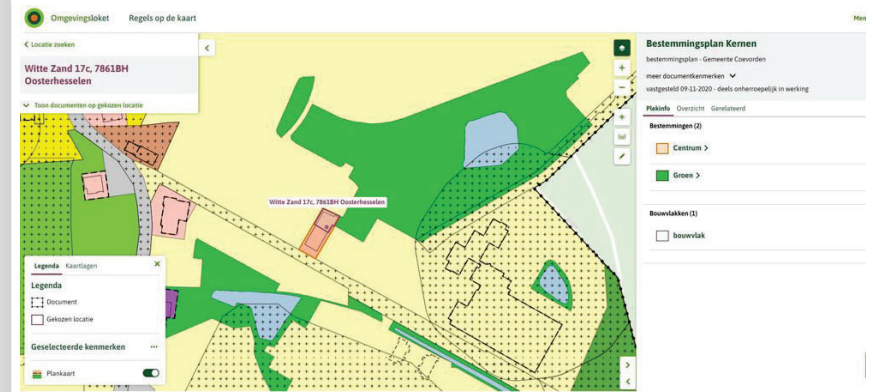 Omgevingsloket
Regels op de kaart
Men
Locatie zoeken
Witte Zand 17c, 7861BH
Oosterhesselen
Toon documenten op gekozen locatie
Witte Zand 17c, 7861BH Oosterhesselen
Legenda Kaartlagen
Legenda
Document
Gekozen locatie
Geselecteerde kenmerken
Plankaart
Bestemmingsplan Kernen
bestemmingsplan - Gemeente Coevorden
meer documentkenmerken
vastgesteld 09-11-2020 - deels onherroepelijk in werking
Plekinfo Overzicht Gerelateerd
Bestemmingen (2)
Centrum >
Groen >
Bouwvlakken (1)
bouwvlak